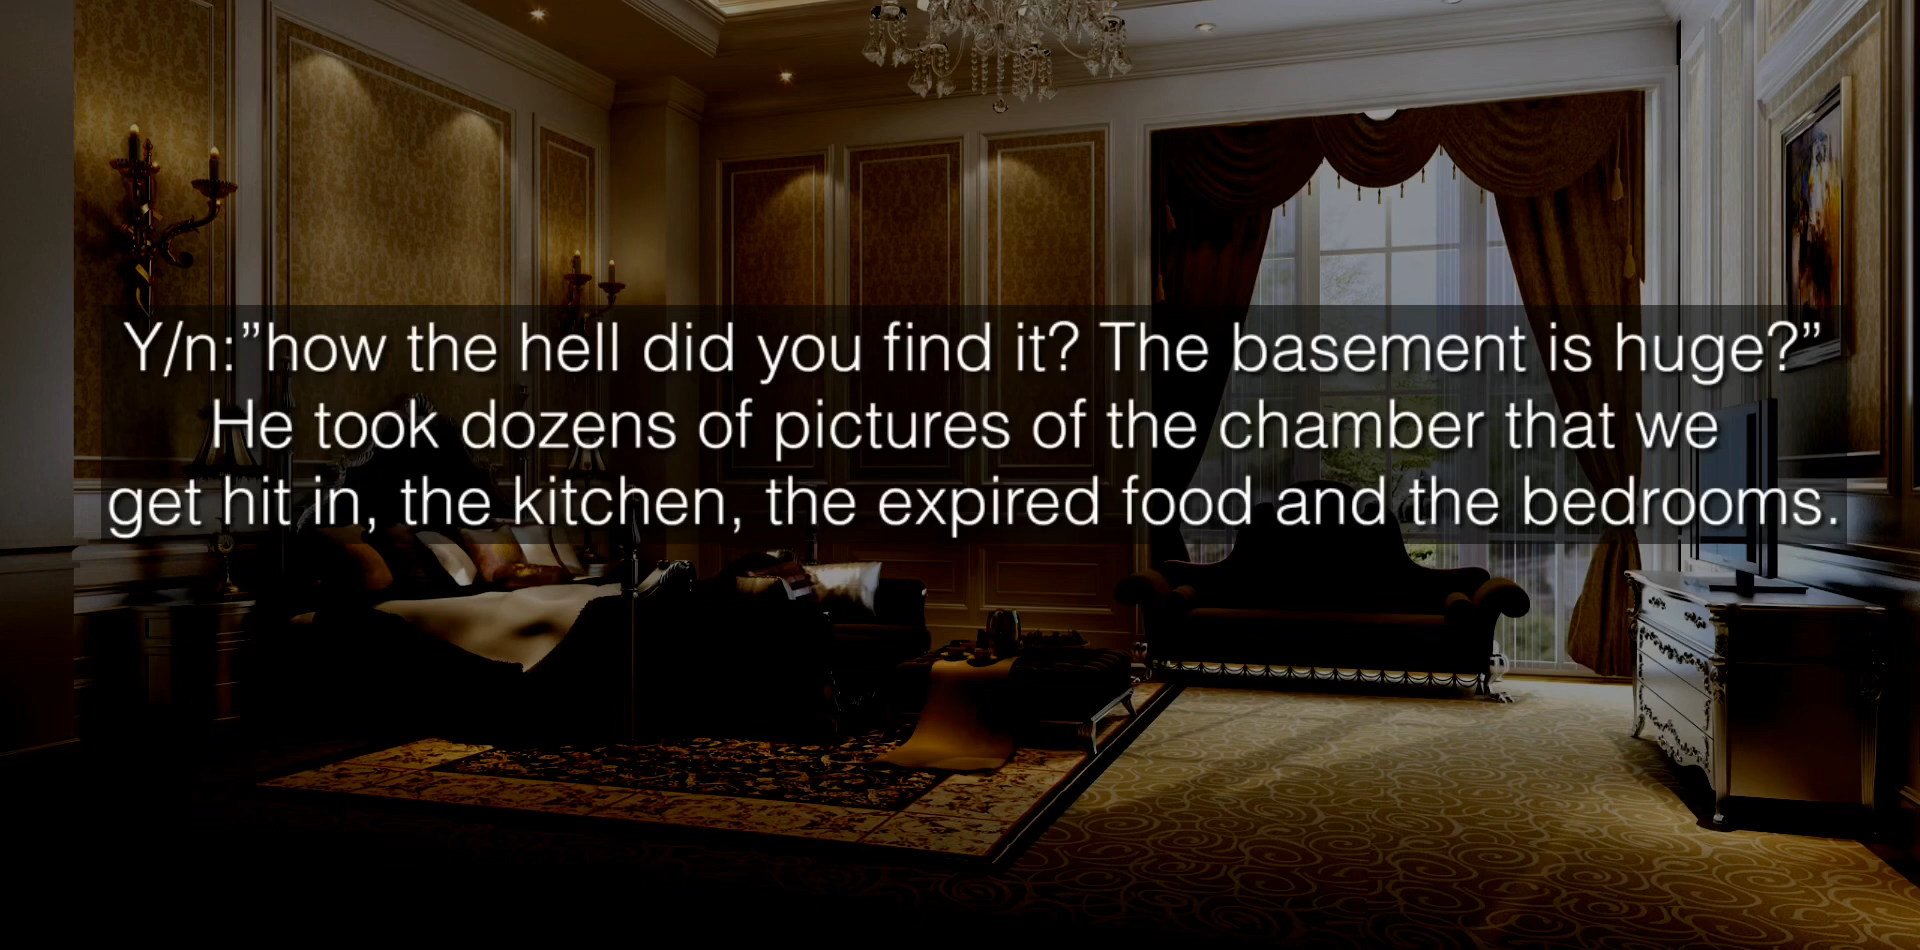 Y/n:”how the hell did you find it? The basement is huge?”
He took dozens of pictures of the chamber that we
get hit in, the kitchen, the expired food and the bedrooms.